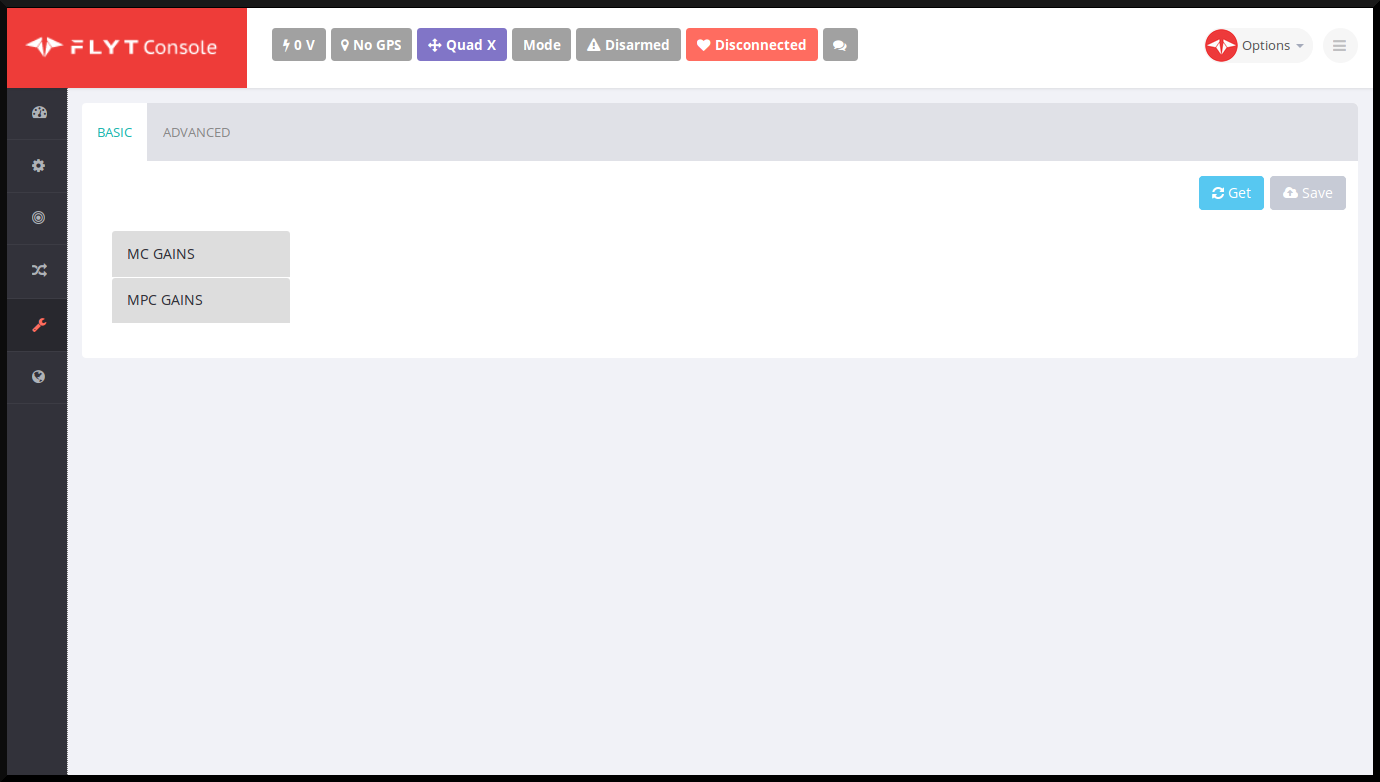 FLYT Console
0 V
No GPS
Quad X
Mode
Disarmed
Disconnected
Options
BASIC
ADVANCED
Get
Save
MC GAINS
MPC GAINS